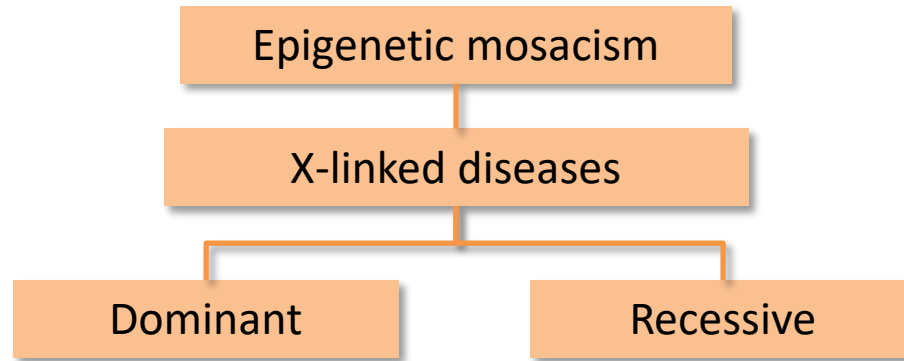 Epigenetic mosacism
X-linked diseases
Dominant
Recessive